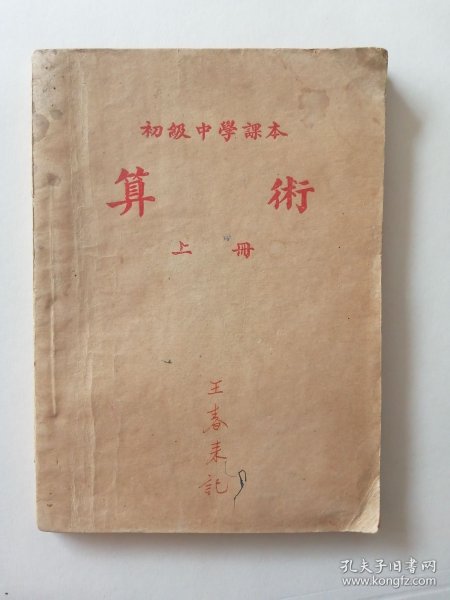 初級中學課本
算術
上冊
王春来記
孔夫子旧书网
www.kongfz.com